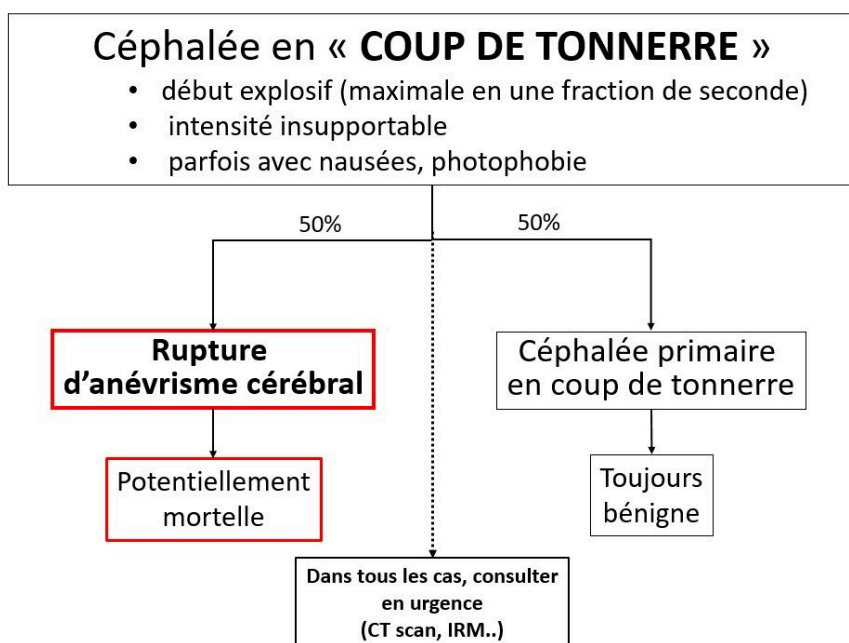 Céphalée en « COUP DE TONNERRE »
• début explosif (maximale en une fraction de seconde)
• intensité insupportable
• parfois avec nausées, photophobie
50%
50%
Rupture
d’anévrisme cérébral
Céphalée primaire
en coup de tonnerre
Potentiellement
mortelle
Toujours
bénigne
Dans tous les cas, consulter
en urgence
(CT scan, IRM..)